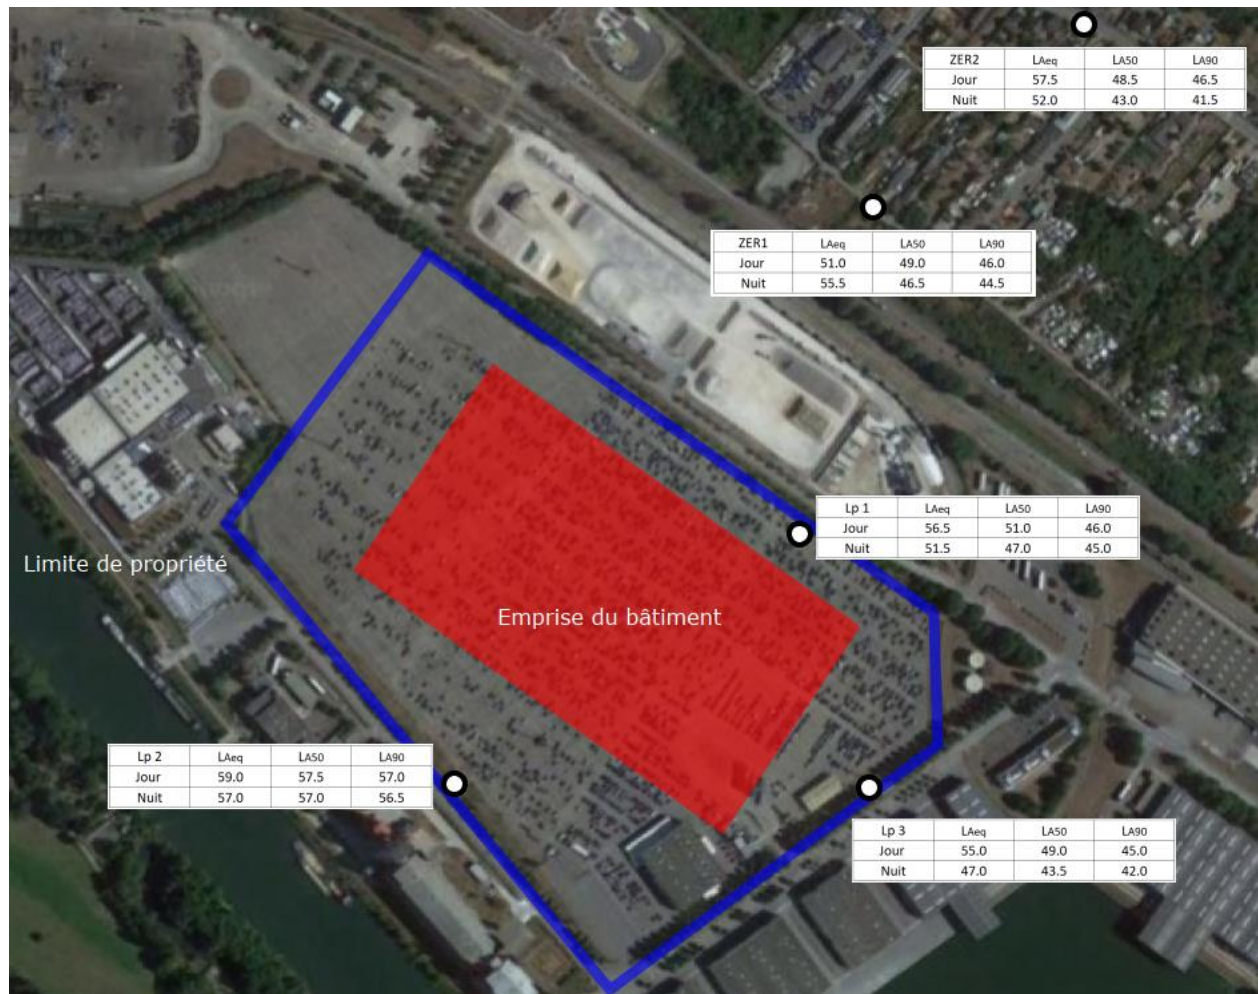 ZER2 LAeq LA50 LA90
Jour 57.5 48.5 46.5
Nuit 52.0 43.0 41.5
ZER1 LAeq LA50 LA90
Jour 51.0 49.0 46.0
Nuit 55.5 46.5 44.5
Lp 1 LAeq LA50 LA90
Jour 56.5 51.0 46.0
Nuit 51.5 47.0 45.0
Limite de propriété
Emprise du bâtiment
Lp 2 LAeq LA50 LA90
Jour 59.0 57.5 57.0
Nuit 57.0 57.0 56.5
Lp 3 LAeq LA50 LA90
Jour 55.0 49.0 45.0
Nuit 47.0 43.5 42.0